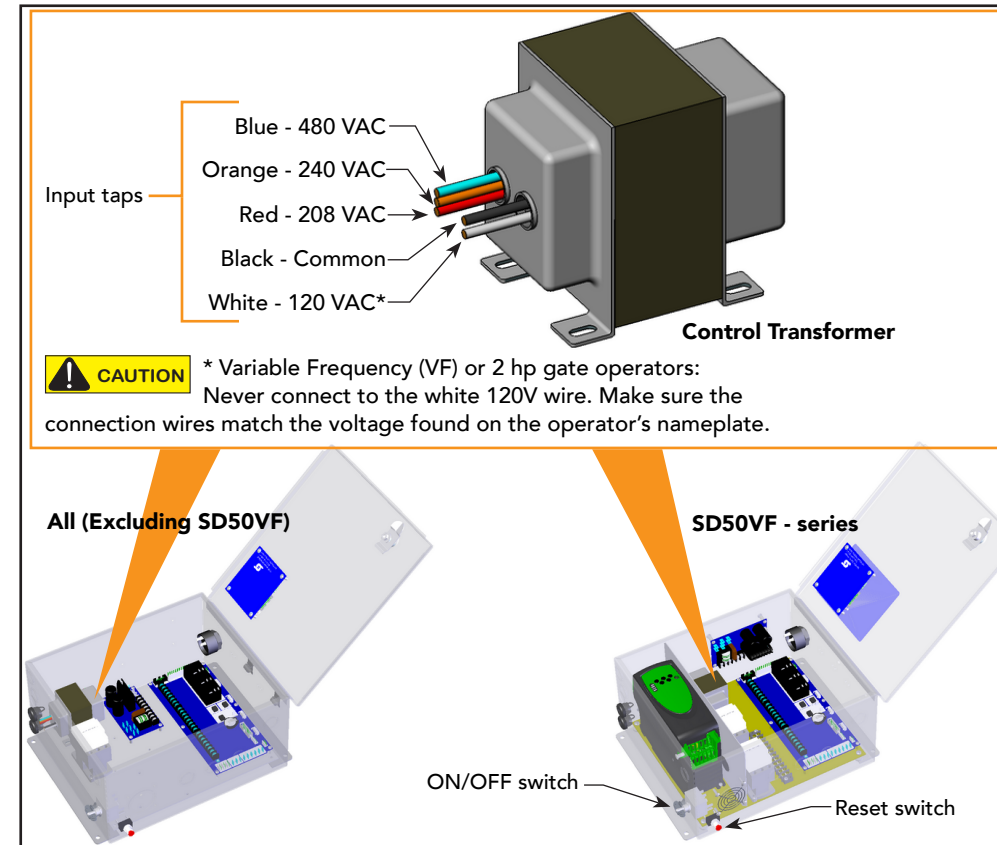 Blue - 480 VAC
Orange - 240 VAC
Input taps
Red - 208 VAC
Black - Common
White - 120 VAC*
Control Transformer
CAUTION
* Variable Frequency (VF) or 2 hp gate operators:
Never connect to the white 120V wire. Make sure the
connection wires match the voltage found on the operator’s nameplate.
All (Excluding SD50VF)
SD50VF - series
ON/OFF switch
Reset switch